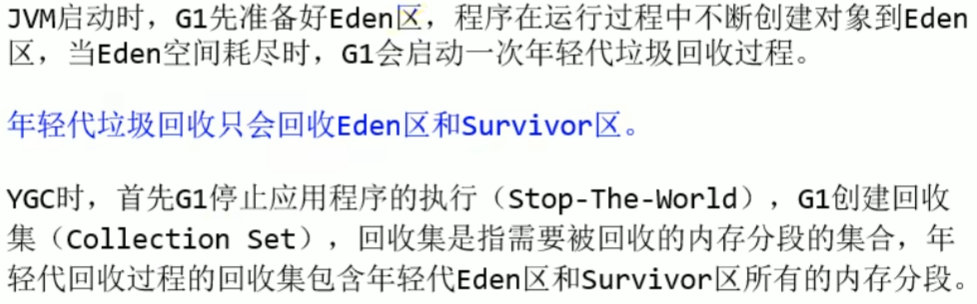 JVM启动时，G1先准备好Eden区，程序在运行过程中不断创建对象到Eden
区，当Eden空间耗尽时，G1会启动一次年轻代垃圾回收过程。
年轻代垃圾回收只会回收Eden区和Survivor区。
YGC时，首先G1停止应用程序的执行（Stop-The-World），G1创建回收
集（Collection Set），回收集是指需要被回收的内存分段的集合，年
轻代回收过程的回收集包含年轻代Eden区和Survivor区所有的内存分段。